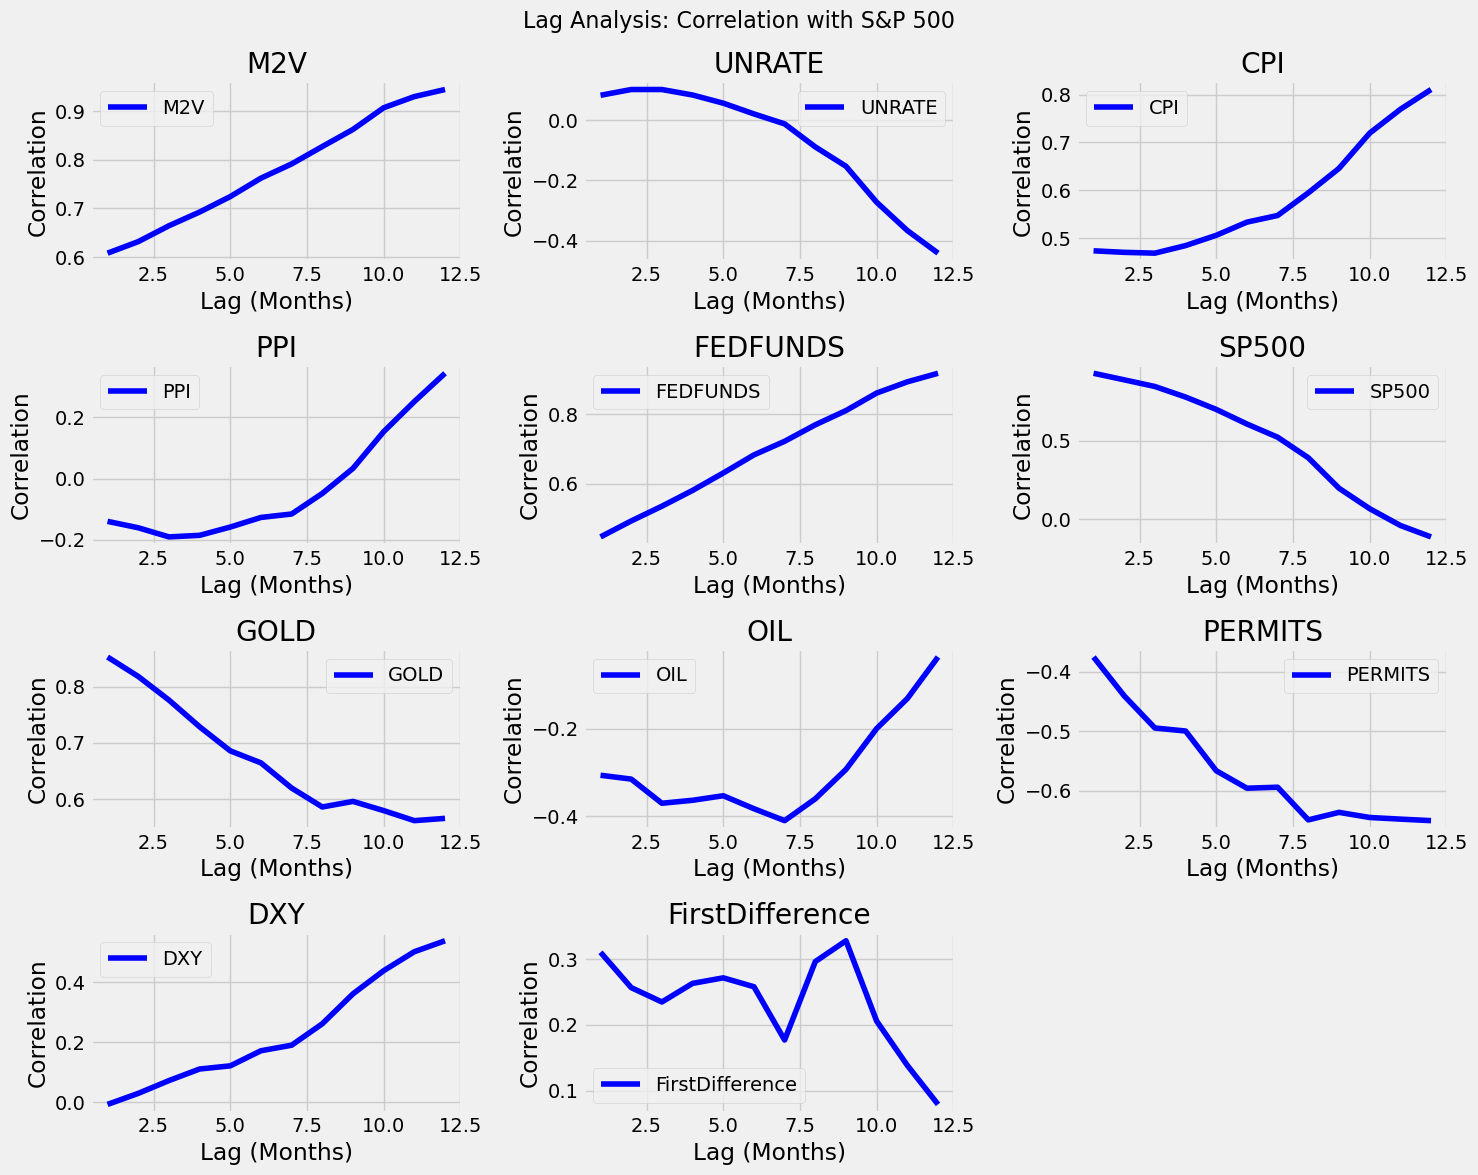 Lag Analysis: Correlation with S&P 500
M2V
Correlation
0.9
0.8
0.7
0.6
M2V
2.5 5.0 7.5 10.0 12.5
Lag (Months)
UNRATE
Correlation
0.0
−0.2
−0.4
UNRATE
2.5 5.0 7.5 10.0 12.5
Lag (Months)
CPI
Correlation
0.8
0.7
0.6
0.5
CPI
2.5 5.0 7.5 10.0 12.5
Lag (Months)
PPI
Correlation
0.2
0.0
−0.2
PPI
2.5 5.0 7.5 10.0 12.5
Lag (Months)
FEDFUNDS
Correlation
0.8
0.6
FEDFUNDS
2.5 5.0 7.5 10.0 12.5
Lag (Months)
SP500
Correlation
0.5
0.0
SP500
2.5 5.0 7.5 10.0 12.5
Lag (Months)
GOLD
Correlation
0.8
0.7
0.6
GOLD
2.5 5.0 7.5 10.0 12.5
Lag (Months)
OIL
Correlation
−0.2
−0.4
OIL
2.5 5.0 7.5 10.0 12.5
Lag (Months)
PERMITS
Correlation
−0.4
−0.5
−0.6
PERMITS
2.5 5.0 7.5 10.0 12.5
Lag (Months)
DXY
Correlation
0.4
0.2
0.0
DXY
2.5 5.0 7.5 10.0 12.5
Lag (Months)
FirstDifference
Correlation
0.3
0.2
0.1
FirstDifference
2.5 5.0 7.5 10.0 12.5
Lag (Months)